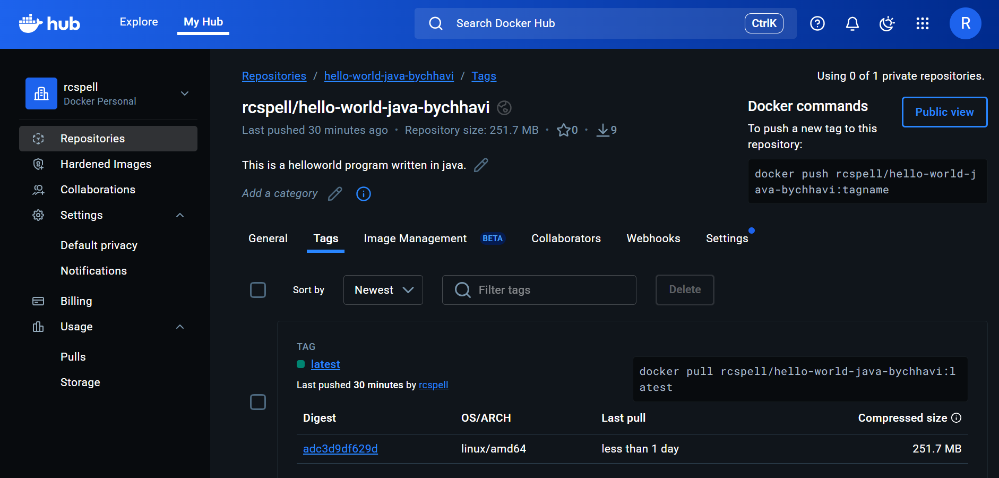 hub
Explore
My Hub
Search Docker Hub
CtrlK
R
rcspell
Docker Personal
Repositories
Hardened Images
Collaborations
Settings
Default privacy
Notifications
Billing
Usage
Pulls
Storage
Repositories / hello-world-java-bychhavi / Tags
Using 0 of 1 private repositories.
rcspell/hello-world-java-bychhavi
Last pushed 30 minutes ago • Repository size: 251.7 MB • 0 • 9
This is a helloworld program written in java.
Add a category
Docker commands
Public view
To push a new tag to this
repository:
docker push rcspell/hello-world-j
ava-bychhavi:tagname
General
Tags
Image Management BETA
Collaborators
Webhooks
Settings
Sort by
Newest
Filter tags
Delete
TAG
latest
Last pushed 30 minutes by rcspell
docker pull rcspell/hello-world-java-bychhavi:l
atest
Digest OS/ARCH Last pull Compressed size
adc3d9df629d linux/amd64 less than 1 day 251.7 MB